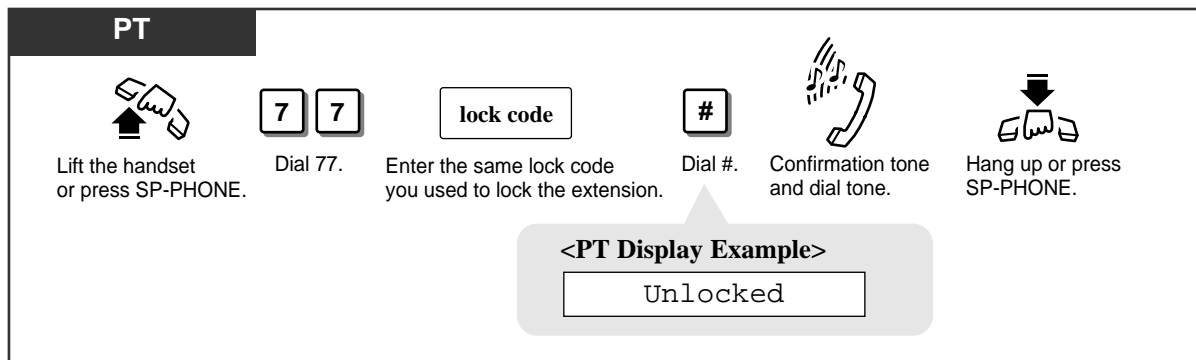 PT
7 7
lock code
#
Lift the handset
or press SP-PHONE.
Dial 77.
Enter the same lock code
you used to lock the extension.
Dial #.
Confirmation tone
and dial tone.
Hang up or press
SP-PHONE.
<PT Display Example>
Unlocked